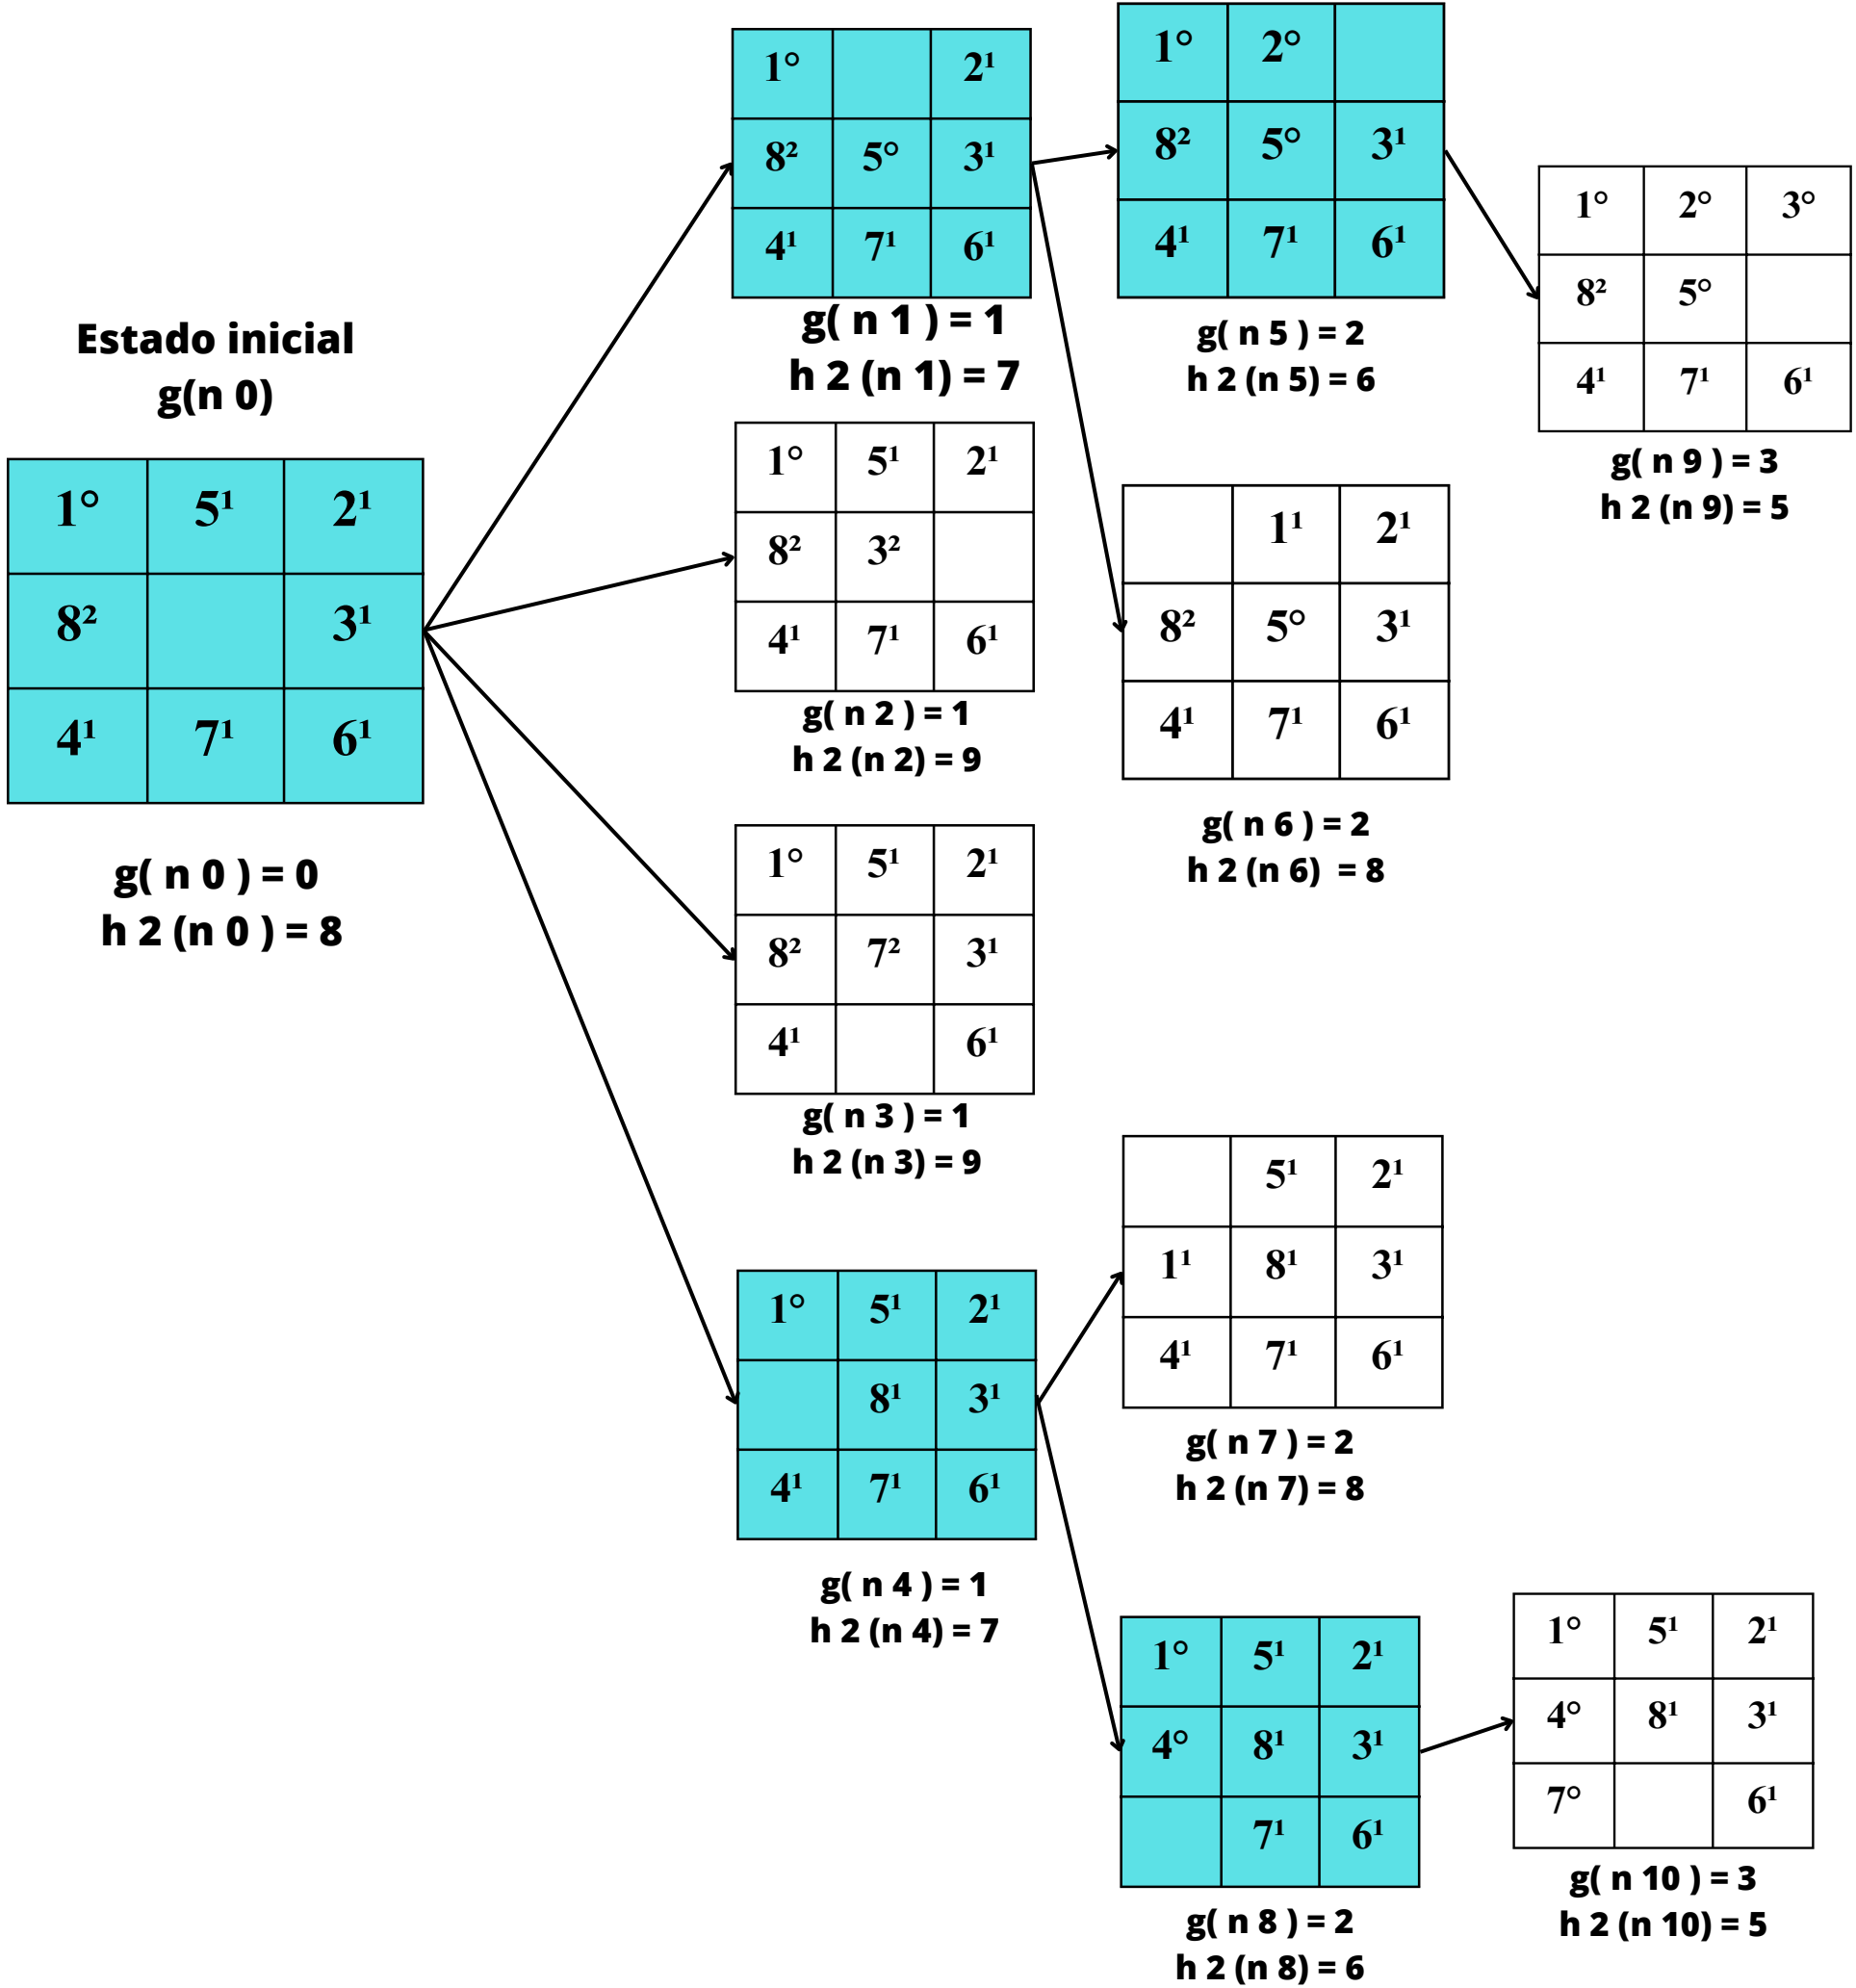 Estado inicial
g(n 0)
1° 5¹ 2¹
8² 3¹
4¹ 7¹ 6¹
g( n 0 ) = 0
h 2 (n 0 ) = 8
1° 2¹
8² 5° 3¹
4¹ 7¹ 6¹
g( n 1 ) = 1
h 2 (n 1) = 7
1° 5¹ 2¹
8² 3²
4¹ 7¹ 6¹
g( n 2 ) = 1
h 2 (n 2) = 9
1° 5¹ 2¹
8² 7² 3¹
4¹ 6¹
g( n 3 ) = 1
h 2 (n 3) = 9
1° 5¹ 2¹
8¹ 3¹
4¹ 7¹ 6¹
g( n 4 ) = 1
h 2 (n 4) = 7
1° 2°
8² 5° 3¹
4¹ 7¹ 6¹
g( n 5 ) = 2
h 2 (n 5) = 6
1¹ 2¹
8² 5° 3¹
4¹ 7¹ 6¹
g( n 6 ) = 2
h 2 (n 6) = 8
5¹ 2¹
1¹ 8¹ 3¹
4¹ 7¹ 6¹
g( n 7 ) = 2
h 2 (n 7) = 8
1° 5¹ 2¹
4° 8¹ 3¹
7¹ 6¹
g( n 8 ) = 2
h 2 (n 8) = 6
1° 2° 3°
8² 5°
4¹ 7¹ 6¹
g( n 9 ) = 3
h 2 (n 9) = 5
1° 5¹ 2¹
4° 8¹ 3¹
7° 6¹
g( n 10 ) = 3
h 2 (n 10) = 5